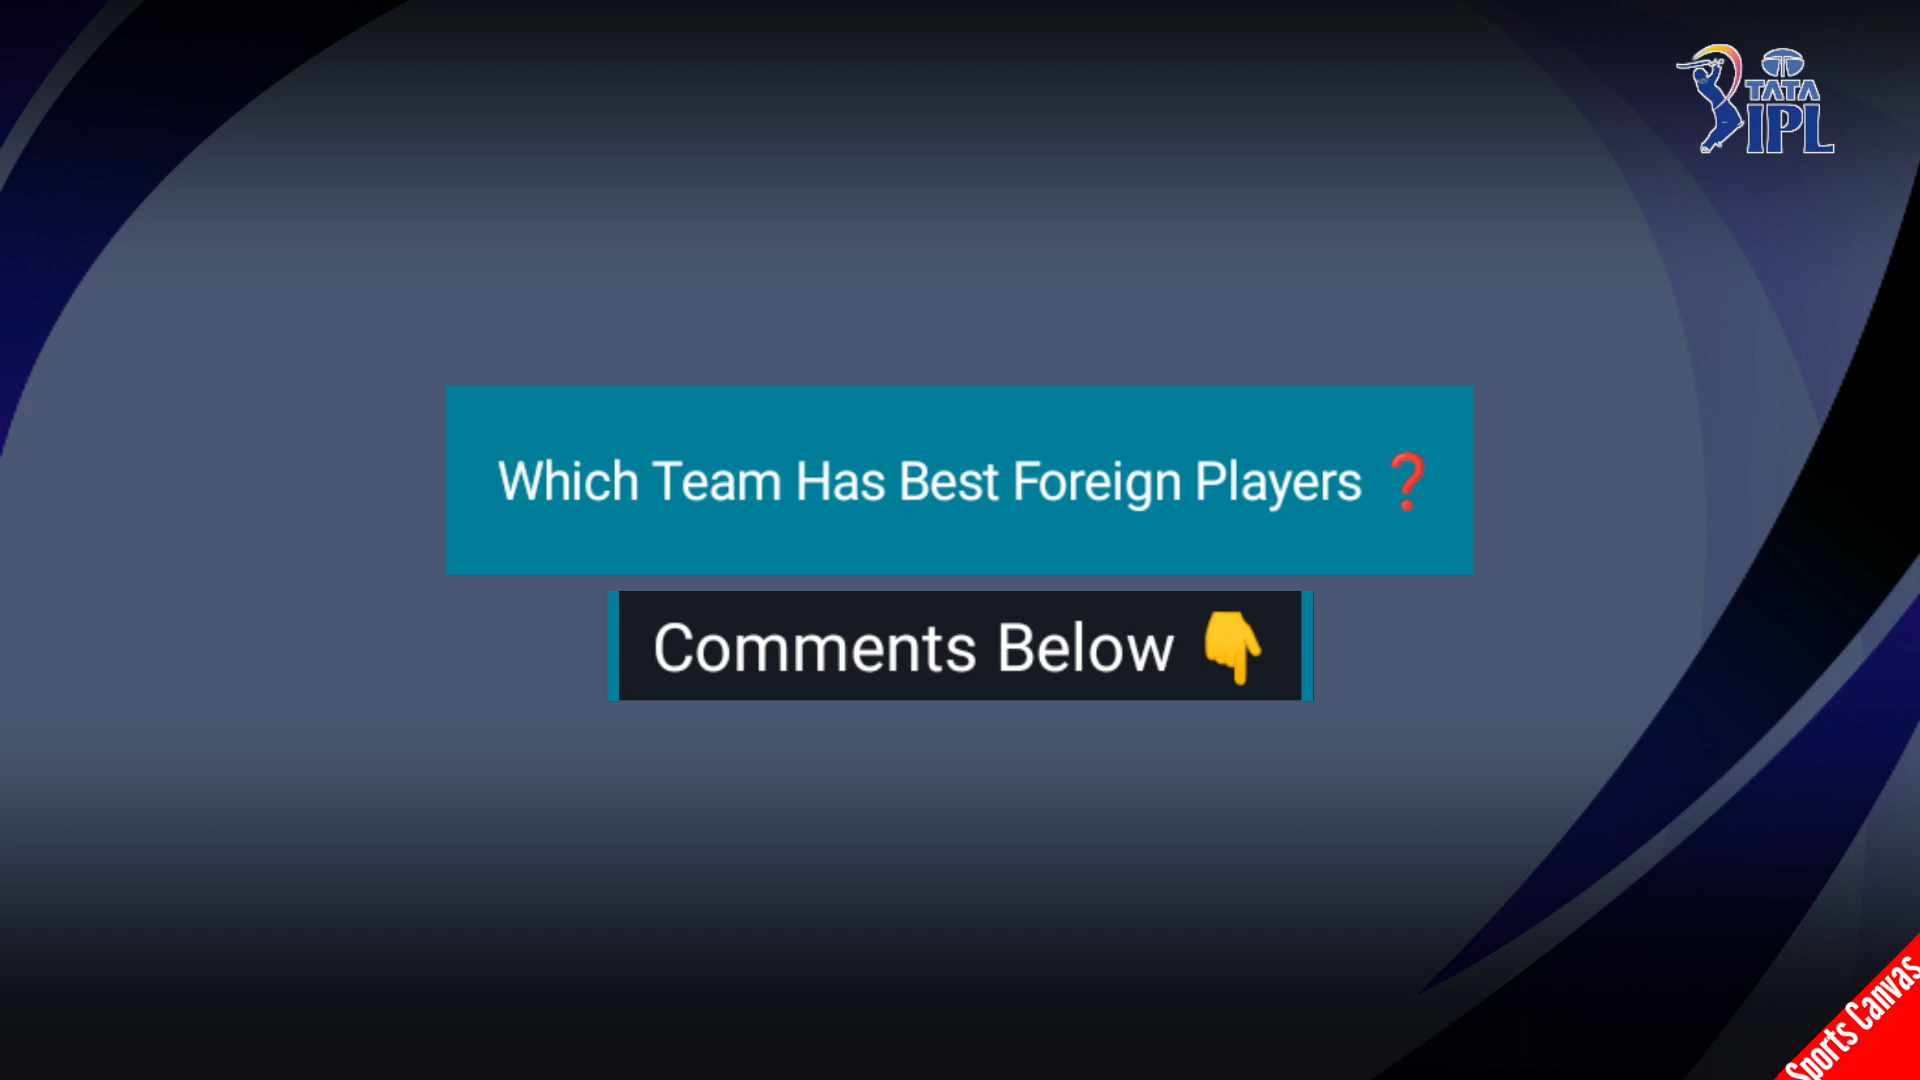 TATA
IPL
Which Team Has Best Foreign Players ❓
Comments Below 👇
Sports Canvas